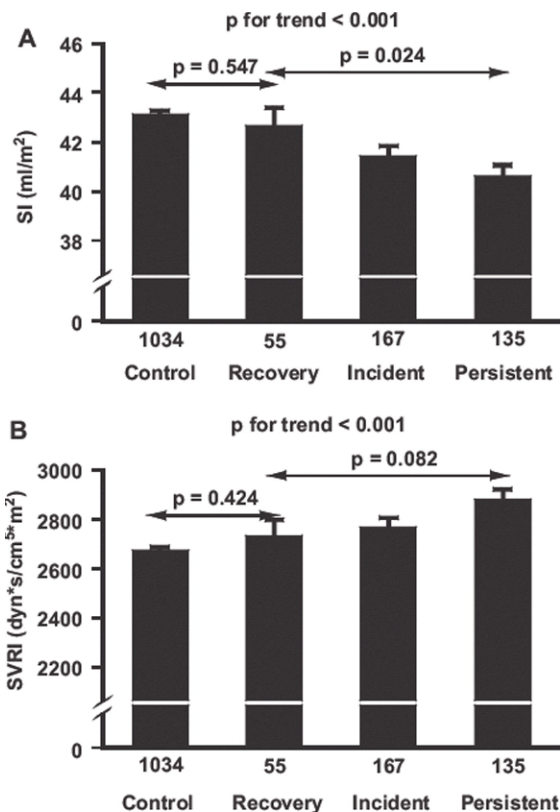 A
p for trend < 0.001
46
p = 0.547
p = 0.024
44
42
40
38
0
SI (ml/m²)
1034 55 167 135
Control Recovery Incident Persistent
B
p for trend < 0.001
3000
p = 0.082
p = 0.424
2800
2600
2400
2200
0
SVRI (dyn*s/cm⁵*m²)
1034 55 167 135
Control Recovery Incident Persistent